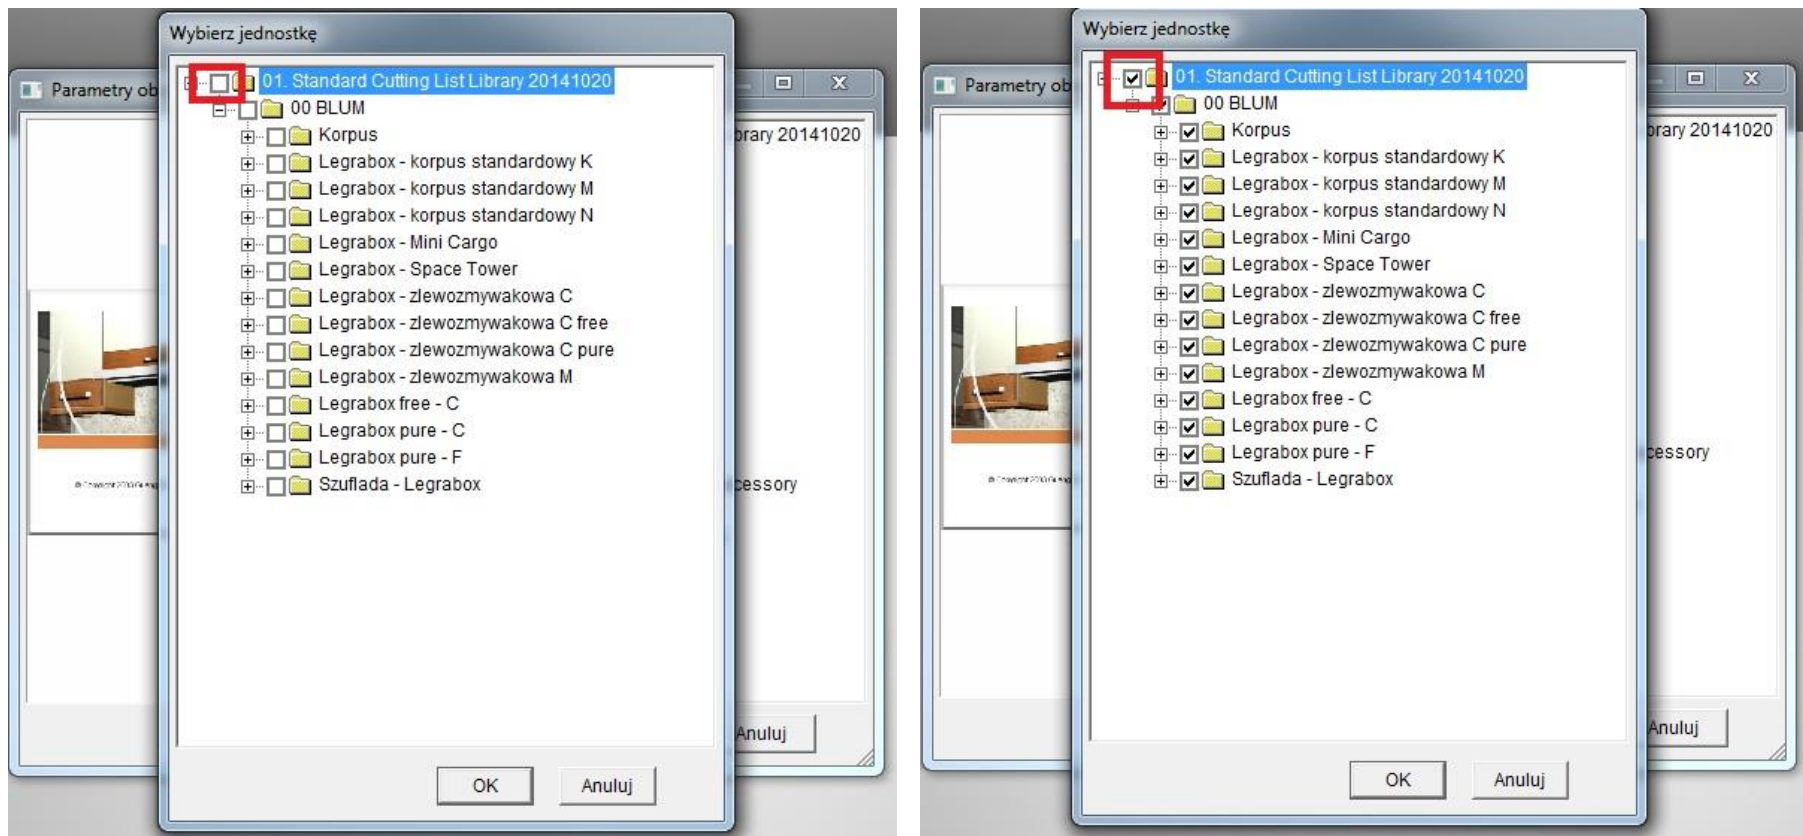 Wybierz jednostkę
Parametry ob
01. Standard Cutting List Library 20141020
00 BLUM
Korpus
brary 20141020
Legrabox - korpus standardowy K
Legrabox - korpus standardowy M
Legrabox - korpus standardowy N
Legrabox - Mini Cargo
Legrabox - Space Tower
Legrabox - zlewozmywakowa C
Legrabox - zlewozmywakowa C free
Legrabox - zlewozmywakowa C pure
Legrabox - zlewozmywakowa M
Legrabox free - C
Legrabox pure - C
Legrabox pure - F
Szuflada - Legrabox
cessory
Anuluj
OK
Anuluj
Wybierz jednostkę
Parametry ob
01. Standard Cutting List Library 20141020
00 BLUM
Korpus
brary 20141020
Legrabox - korpus standardowy K
Legrabox - korpus standardowy M
Legrabox - korpus standardowy N
Legrabox - Mini Cargo
Legrabox - Space Tower
Legrabox - zlewozmywakowa C
Legrabox - zlewozmywakowa C free
Legrabox - zlewozmywakowa C pure
Legrabox - zlewozmywakowa M
Legrabox free - C
Legrabox pure - C
Legrabox pure - F
cessory
Szuflada - Legrabox
Anuluj
OK
Anuluj